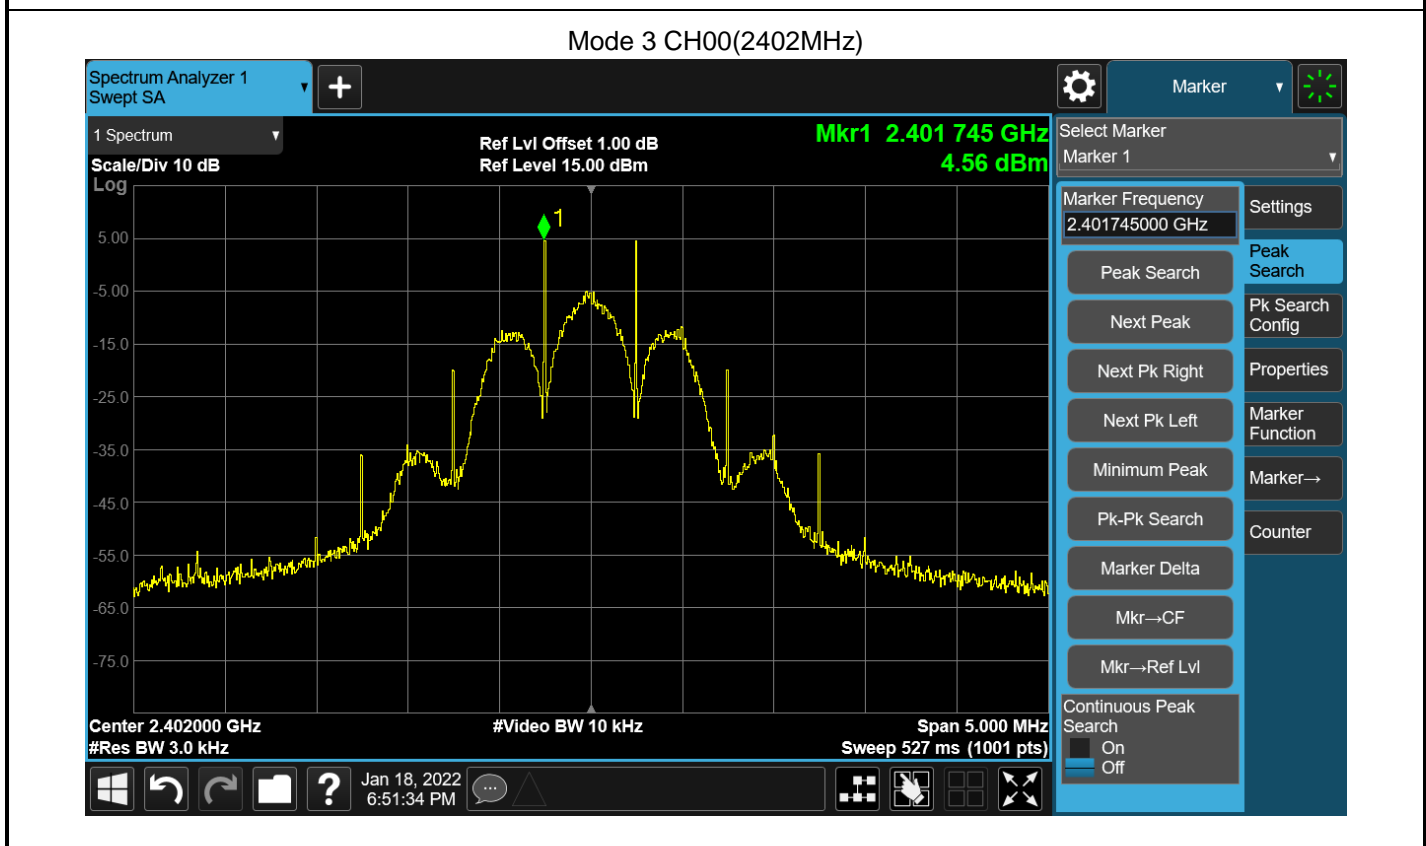 Mode 3 CH00(2402MHz)
Spectrum Analyzer 1
Swept SA
Marker
1 Spectrum
Scale/Div 10 dB
Log
Ref Lvl Offset 1.00 dB
Ref Level 15.00 dBm
Mkr1 2.401 745 GHz
4.56 dBm
1
5.00
-5.00
-15.0
-25.0
-35.0
-45.0
-55.0
-65.0
-75.0
Center 2.402000 GHz
#Res BW 3.0 kHz
#Video BW 10 kHz
Span 5.000 MHz
Sweep 527 ms (1001 pts)
Select Marker
Marker 1
Marker Frequency
2.401745000 GHz
Peak Search
Next Peak
Next Pk Right
Next Pk Left
Minimum Peak
Pk-Pk Search
Marker Delta
Mkr→CF
Mkr→Ref Lvl
Continuous Peak
Search
On
Off
Settings
Peak
Search
Pk Search
Config
Properties
Marker
Function
Marker→
Counter
?
Jan 18, 2022
6:51:34 PM